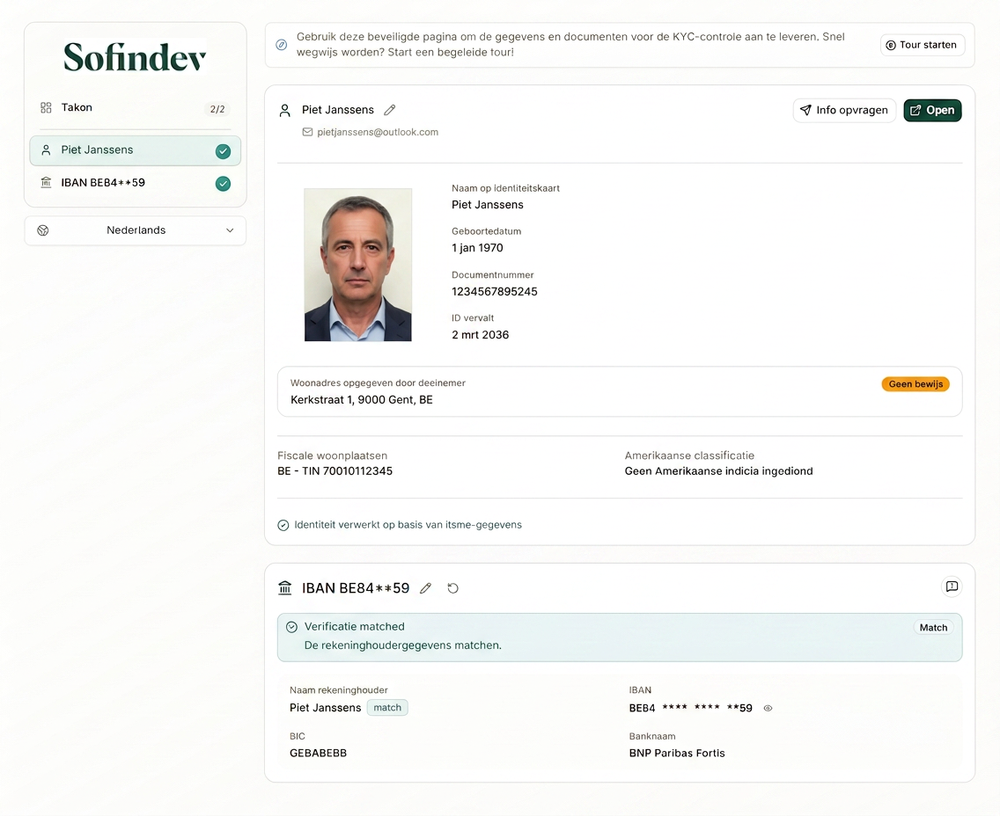 Sofindev
Takon
2/2
Piet Janssens
IBAN BEB4**59
Nederlands
Gebruik deze beveiligde pagina om de gegevens en documenten voor de KYC-controle aan te leveren. Snel
wegwijs worden? Start een begeleide tour!
Tour starten
Piet Janssens
pietjanssens@outlook.com
Info opvragen
Open
Naam op identiteitskaart
Piet Janssens
Geboortedatum
1 jan 1970
Documentnummer
1234567895245
ID vervalt
2 mrt 2036
Woonadres opgegeven door deeinemer
Kerkstraat 1, 9000 Gent, BE
Geen bewijs
Fiscale woonplaatsen
BE - TIN 70010112345
Amerikaanse classificatie
Geen Amerikaanse indicia ingediond
Identiteit verwerkt op basis van itsme-gegevens
IBAN BE84**59
Verificatie matched
Match
De rekeninghoudergegevens matchen.
Naam rekeninghouder
Piet Janssens match
IBAN
BEB4 **** **** **59
BIC
GEBABEBB
Banknaam
BNP Paribas Fortis